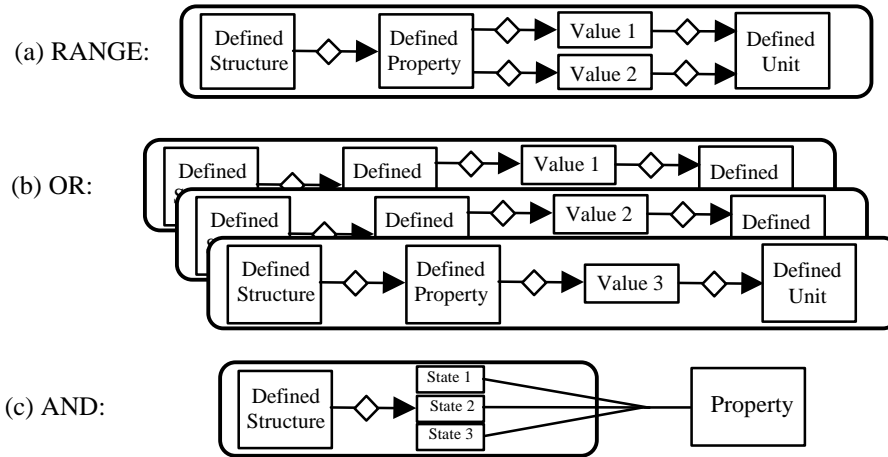 (a) RANGE:
Defined
Structure
Defined
Property
Value 1
Value 2
Defined
Unit
(b) OR:
Defined
Defined
Value 1
Defined
Defined
Defined
Value 2
Defined
Defined
Structure
Defined
Property
Value 3
Defined
Unit
(c) AND:
Defined
Structure
State 1
State 2
State 3
Property